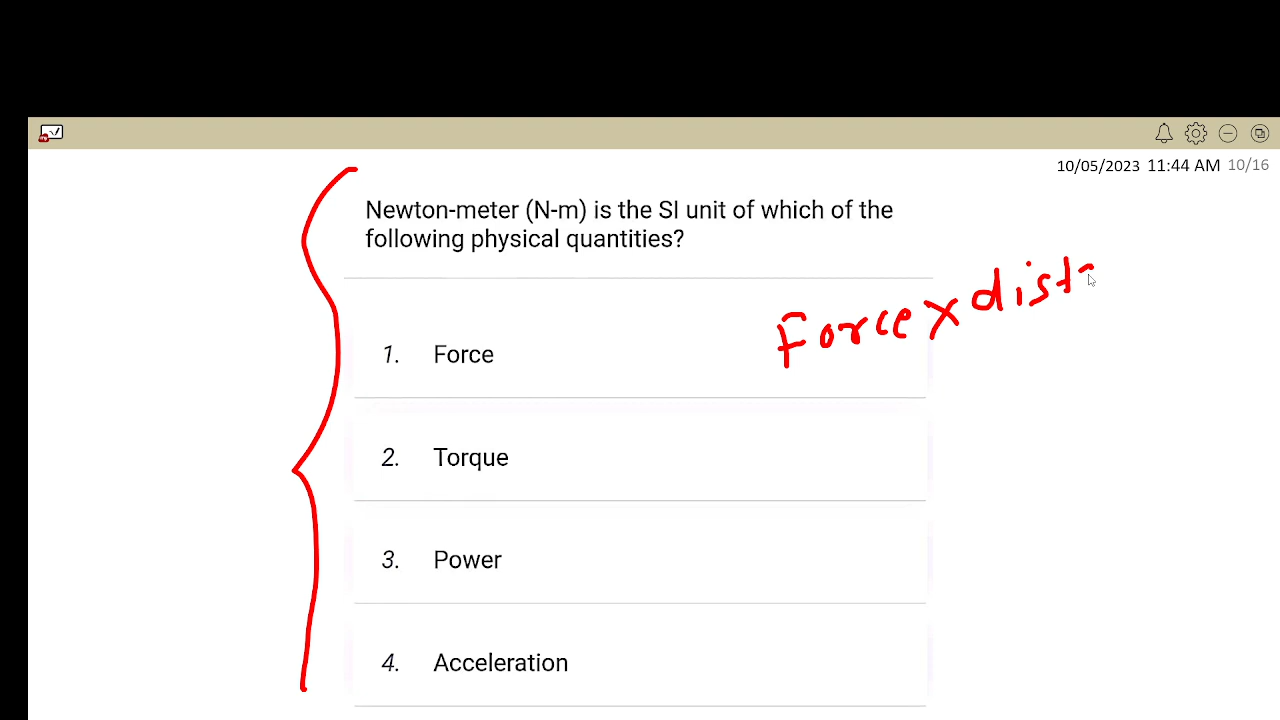 10/05/2023 11:44 AM 10/16
Newton-meter (N-m) is the SI unit of which of the
following physical quantities?
Force x dist
1. Force
2. Torque
3. Power
4. Acceleration